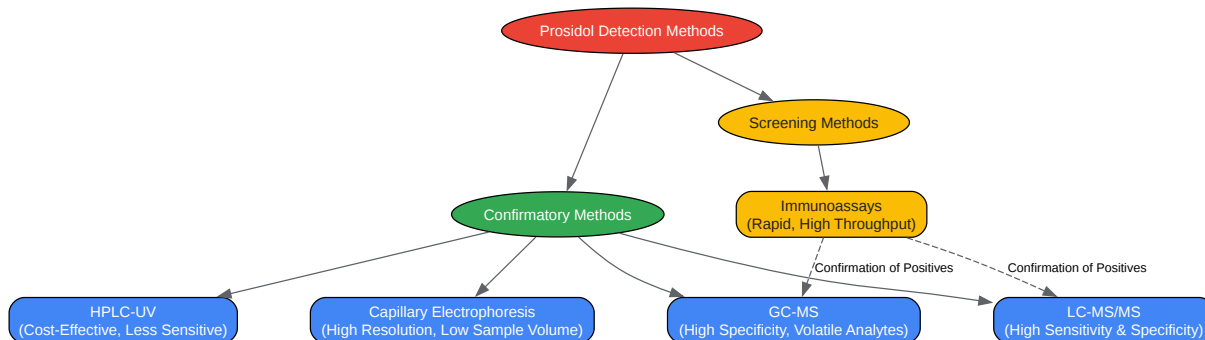 Prosidol Detection Methods
Screening Methods
Confirmatory Methods
Immunoassays
(Rapid, High Throughput)
Confirmation of Positives
Confirmation of Positives
HPLC-UV
(Cost-Effective, Less Sensitive)
Capillary Electrophoresis
(High Resolution, Low Sample Volume)
GC-MS
(High Specificity, Volatile Analytes)
LC-MS/MS
(High Sensitivity & Specificity)